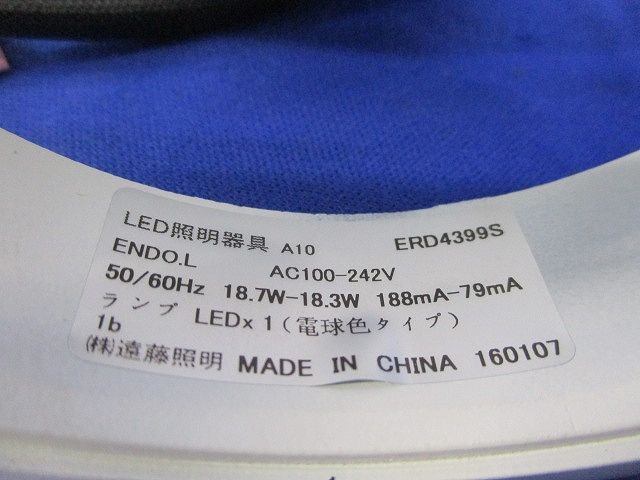 LED照明器具 A10 ERD4399S
ENDO.L AC100-242V
50/60Hz 18.7W-18.3W 188mA-79mA
ランプ LED×1(電球色タイプ)
1b
(株)遠藤照明 MADE IN CHINA 160107